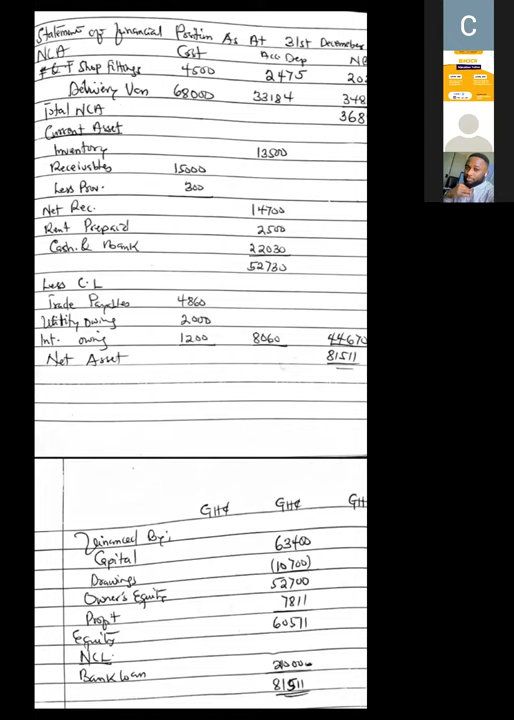 Statement of Financial Position As At 31st December
NCA Cost Acc Dep
F & F Shop fittings 4500 2475 202
Delivery Van 68000 33184 348
Total NCA 368
Current Asset
Inventory 13500
Receivables 15000
Less Prov. 300
Net Rec. 14700
Rent Prepaid 2500
Cash & Bank 22030
52730
Less C.L
Trade Payables 4860
Utility owing 2000
Int. owing 1200 8060 44670
Net Asset 81511
GH¢ GH¢ GH
Financed By:
Capital 63400
Drawings (10700)
Owner's Equity 52700
Profit 7811
Equity 60511
NCL
Bank loan 21000
81511
C